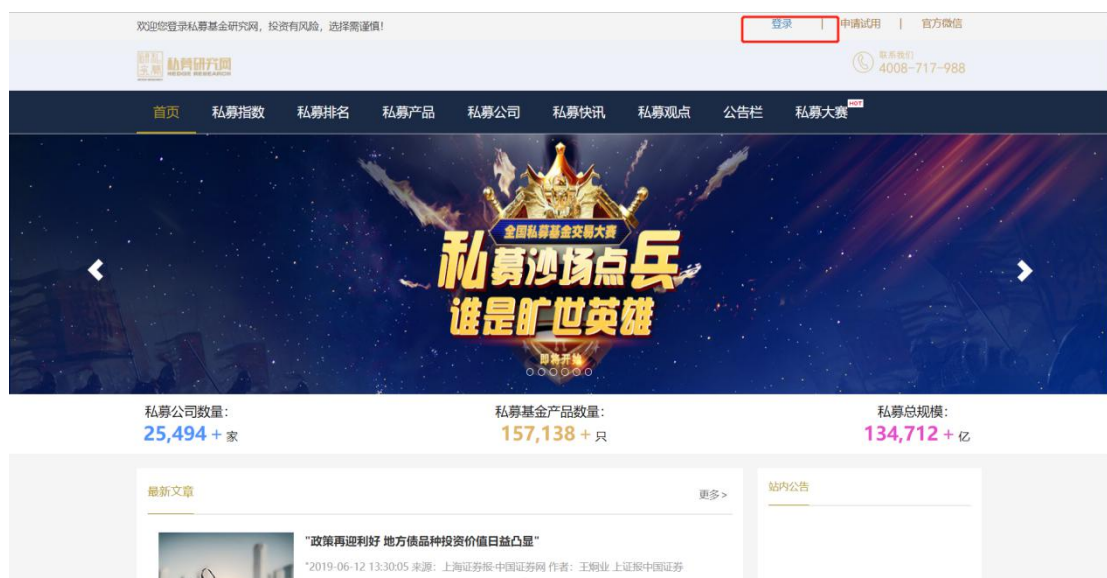 欢迎您登录私募基金研究网，投资有风险，选择需谨慎！
登录 | 申请试用 | 官方微信
私募研究网
HEDGE RESEARCH
联系我们
4008-717-988
首页 私募指数 私募排名 私募产品 私募公司 私募快讯 私募观点 公告栏 私募大赛 HOT
全国私募基金交易大赛
私募沙场点兵
谁是旷世英雄
即将开始
私募公司数量： 私募基金产品数量： 私募总规模：
25,494 + 家 157,138 + 只 134,712 + 亿
最新文章 更多 > 站内公告
"政策再迎利好 地方债品种投资价值日益凸显"
"2019-06-12 13:30:05 来源：上海证券报·中国证券网 作者：王炯业 上证报中国证券